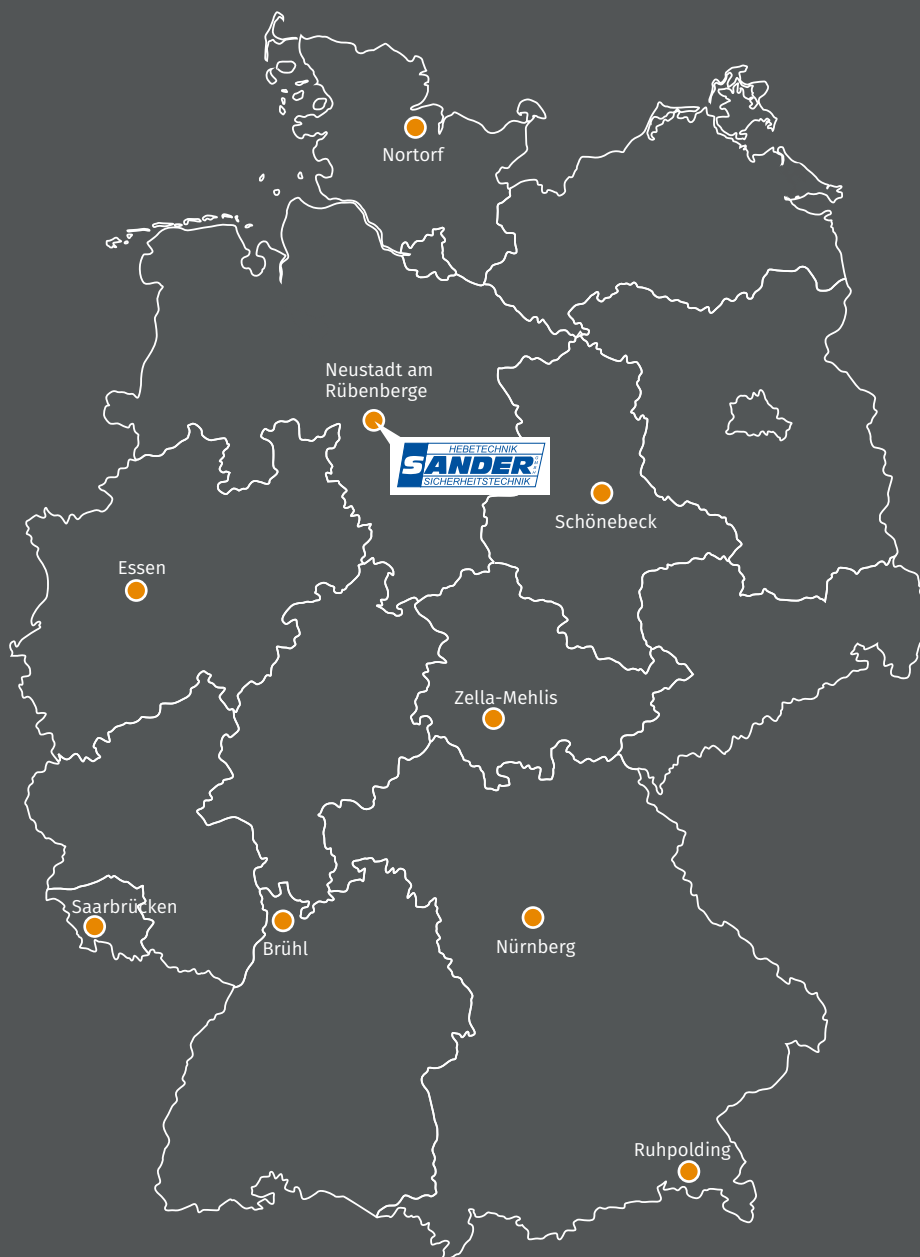 Nortorf
Neustadt am
Rübenberge
HEBETECHNIK
SANDER
SICHERHEITSTECHNIK
Schönebeck
Essen
Zella-Mehlis
Saarbrücken
Brühl
Nürnberg
Ruhpolding